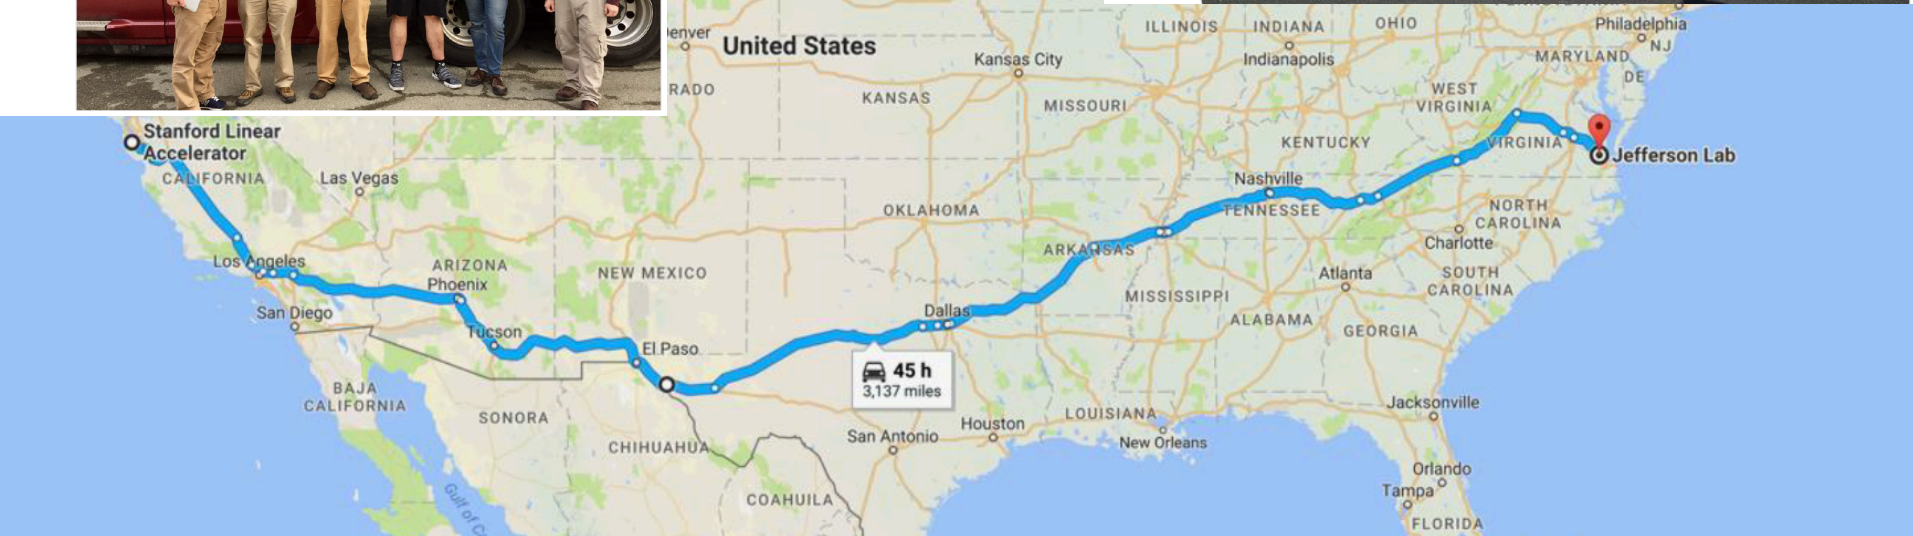 Philadelphia
ILLINOIS
INDIANA
OHIO
NJ
United States
Kansas City
Indianapolis
MARYLAND
DE
KANSAS
MISSOURI
WEST
VIRGINIA
Stanford Linear
Accelerator
KENTUCKY
VIRGINIA
Jefferson Lab
CALIFORNIA
Las Vegas
Nashville
OKLAHOMA
TENNESSEE
NORTH
CAROLINA
ARKANSAS
Charlotte
Los Angeles
ARIZONA
NEW MEXICO
Atlanta
SOUTH
CAROLINA
Phoenix
MISSISSIPPI
San Diego
Dallas
ALABAMA
GEORGIA
Tucson
El Paso
45 h
3,137 miles
BAJA
CALIFORNIA
SONORA
LOUISIANA
Jacksonville
CHIHUAHUA
San Antonio
Houston
New Orleans
Orlando
COAHUILA
Tampa
Gulf of C
FLORIDA